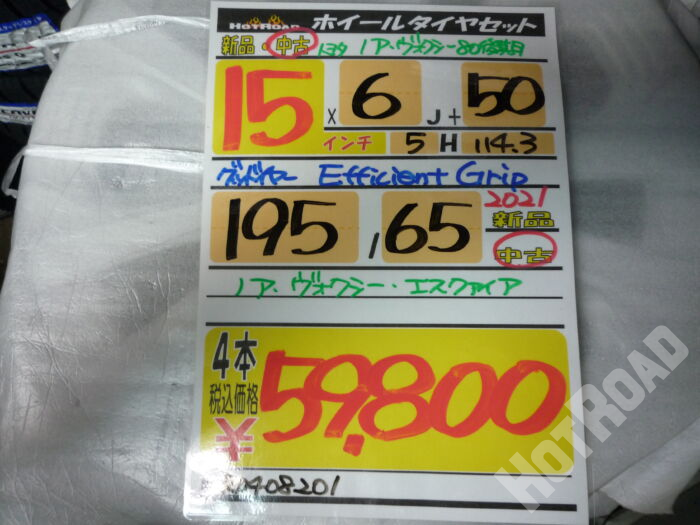 HOTROAD ホイールタイヤセット
新品・中古 139 ノア・ヴォクシー80後期
15 x 6 J + 50
インチ 5 H 114.3
グッドイヤー Efficient Grip
195 / 65 2021 新品 中古
ノア・ヴォクシー・エスクァイア
4本
税込価格
¥59,800
408201
HOTROAD